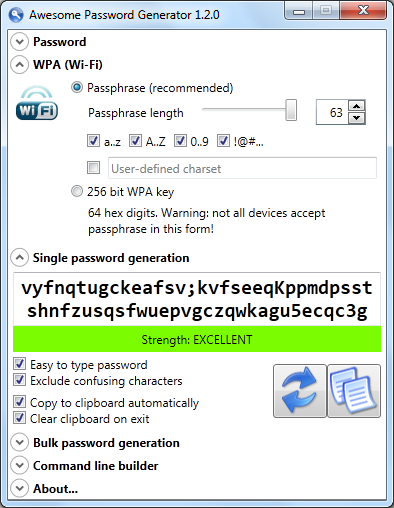 Awesome Password Generator 1.2.0
Password
WPA (Wi-Fi)
Wi Fi
Passphrase (recommended)
Passphrase length
63
a..z
A..Z
0..9
!@#...
User-defined charset
256 bit WPA key
64 hex digits. Warning: not all devices accept
passphrase in this form!
Single password generation
vyfnqtugckeafsv;kvfseeqKppmdpsst
shnfzusqsfwuepvgczqwkagu5ecqc3g
Strength: EXCELLENT
Easy to type password
Exclude confusing characters
Copy to clipboard automatically
Clear clipboard on exit
Bulk password generation
Command line builder
About...